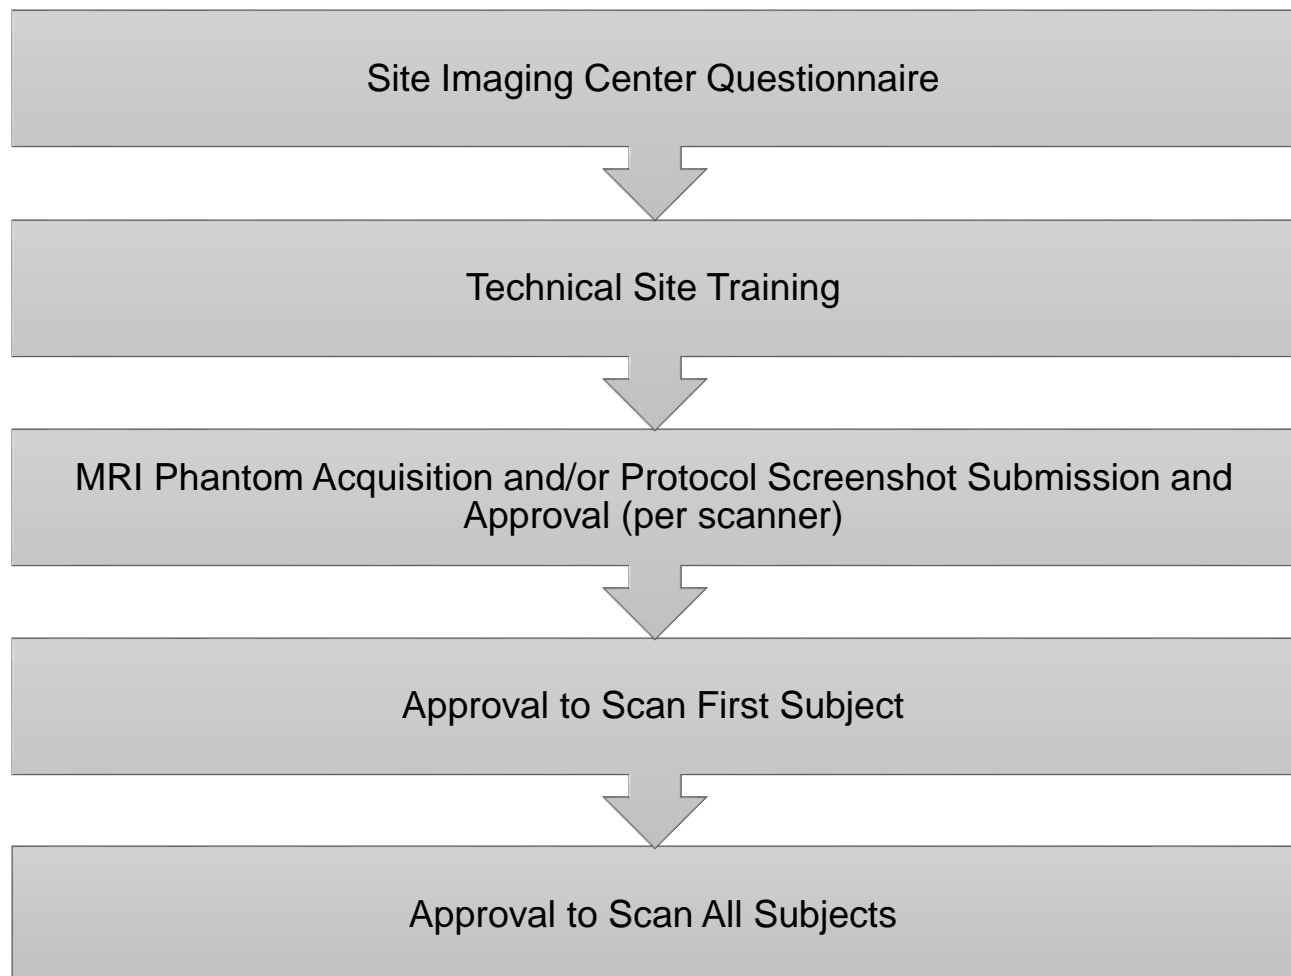 Site Imaging Center Questionnaire
Technical Site Training
MRI Phantom Acquisition and/or Protocol Screenshot Submission and
Approval (per scanner)
Approval to Scan First Subject
Approval to Scan All Subjects